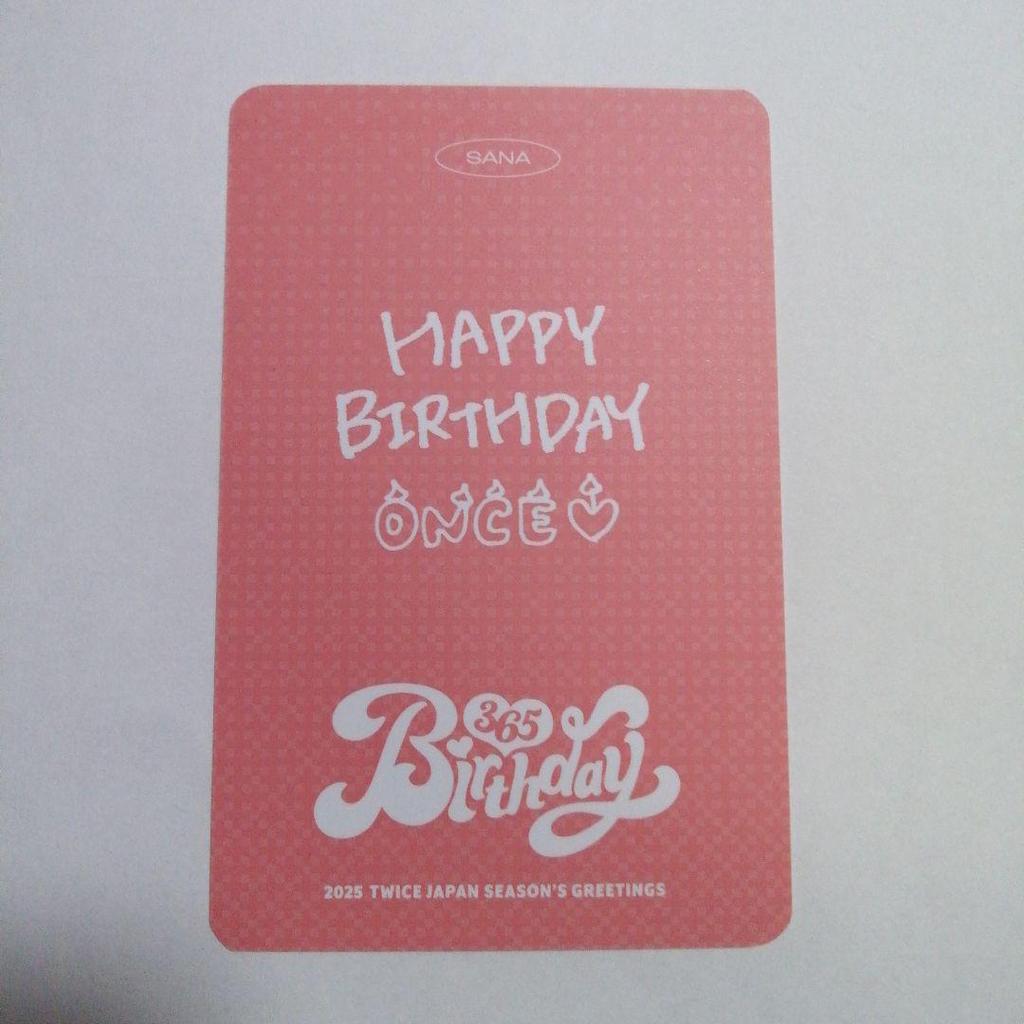 SANA
HAPPY
BIRTHDAY
ONCE
365
Birthday
2025 TWICE JAPAN SEASON'S GREETINGS